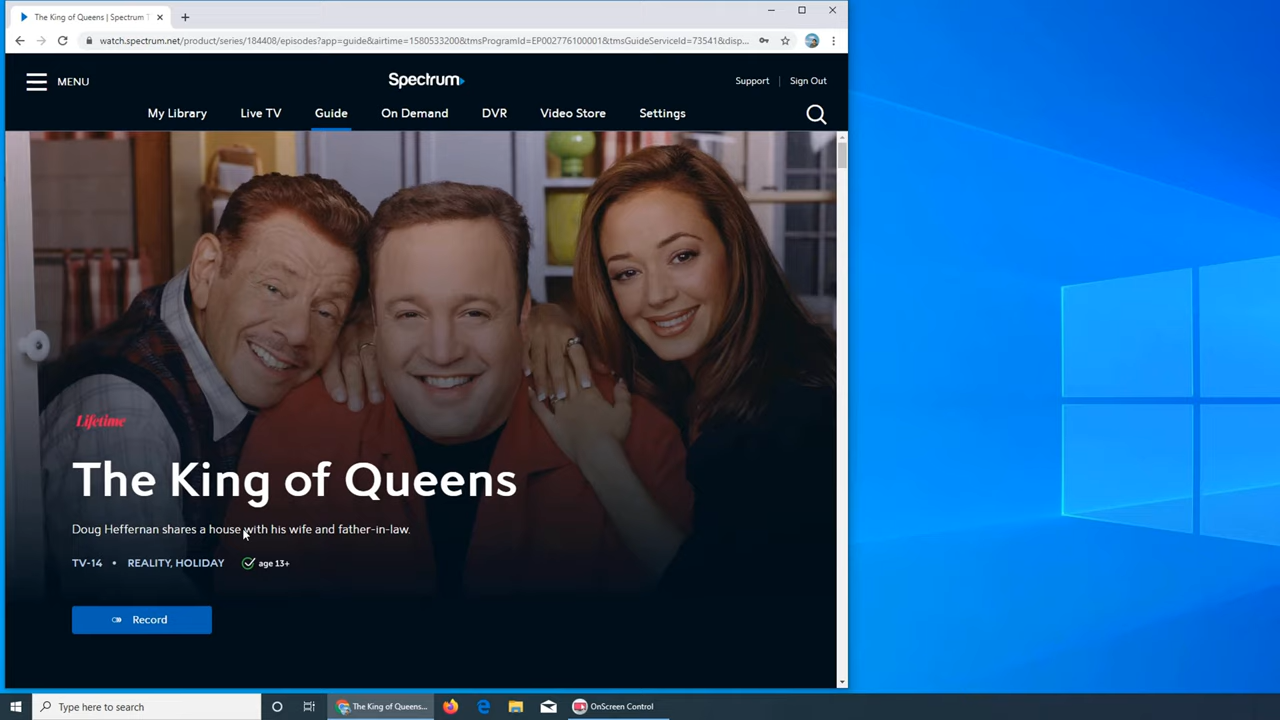 The King of Queens | Spectrum T
watch.spectrum.net/product/series/184408/episodes?app=guide&airtime=1580533200&tmsProgramId=EP002776100001&tmsGuideServiceId=73541&disp...
MENU
Spectrum
Support | Sign Out
My Library Live TV Guide On Demand DVR Video Store Settings
Lifetime
The King of Queens
Doug Heffernan shares a house with his wife and father-in-law.
TV-14 • REALITY, HOLIDAY age 13+
Record
Type here to search
The King of Queens...
OnScreen Control